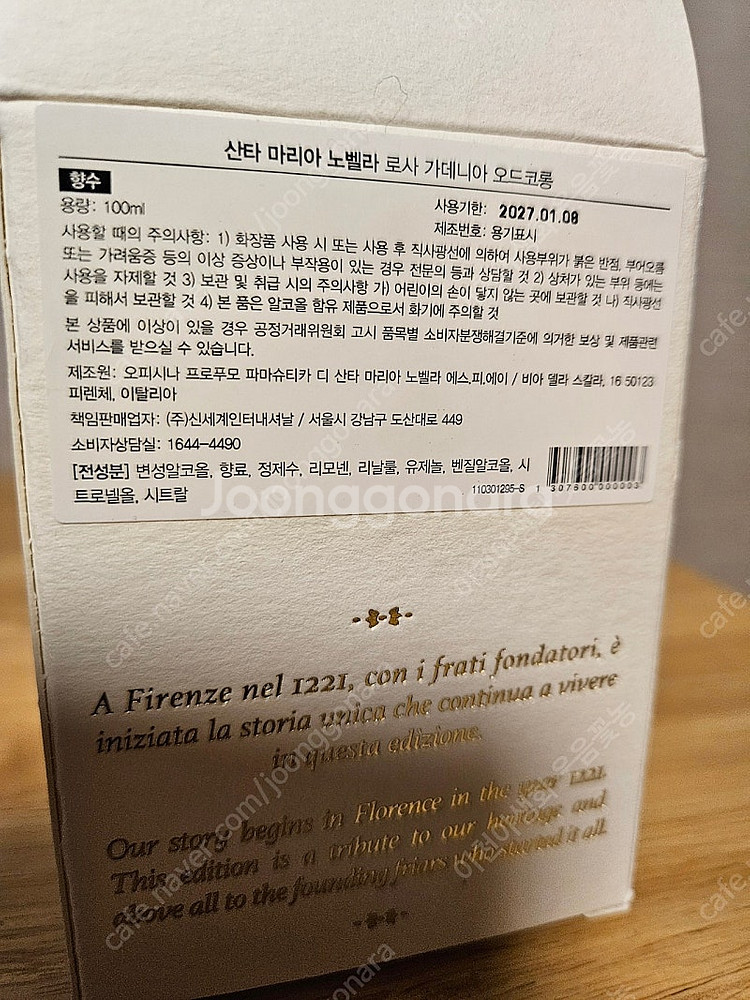 산타 마리아 노벨라 로사 가데니아 오드코롱
향수
용량: 100ml
사용기한: 2027.01.08
제조번호: 용기표시
사용할 때의 주의사항: 1) 화장품 사용 시 또는 사용 후 직사광선에 의하여 사용부위가 붉은 반점, 부어오름
또는 가려움증 등의 이상 증상이나 부작용이 있는 경우 전문의 등과 상담할 것 2) 상처가 있는 부위 등에는
사용을 자제할 것 3) 보관 및 취급 시의 주의사항 가) 어린이의 손이 닿지 않는 곳에 보관할 것 나) 직사광선
을 피해서 보관할 것 4) 본 품은 알코올 함유 제품으로서 화기에 주의할 것
본 상품에 이상이 있을 경우 공정거래위원회 고시 품목별 소비자분쟁해결기준에 의거한 보상 및 제품관련
서비스를 받으실 수 있습니다.
제조원: 오피시나 프로푸모 파마슈티카 디 산타 마리아 노벨라 에스.피.에이 / 비아 델라 스칼라, 16 50123
피렌체, 이탈리아
책임판매업자: (주)신세계인터내셔날 / 서울시 강남구 도산대로 449
소비자상담실: 1644-4490
[전성분] 변성알코올, 향료, 정제수, 리모넨, 리날룰, 유제놀, 벤질알코올, 시
트로넬올, 시트랄
110301295-S 1 307600 000003
Joonggonara
A Firenze nel 1221, con i frati fondatori, è
iniziata la storia unica che continua a vivere
in questa edizione.
Our story begins in Florence in the year 1221.
This edition is a tribute to our heritage and
above all to the founding friars who started it all.